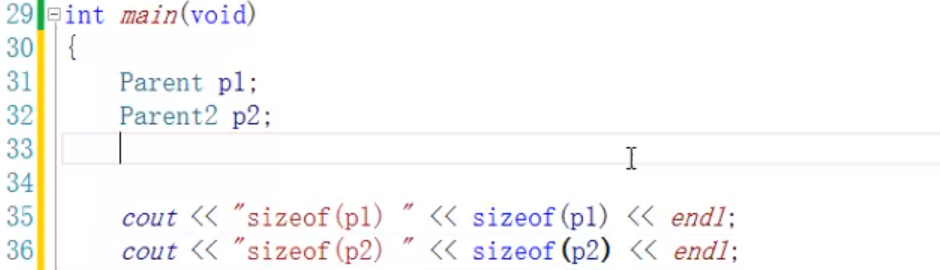 29 int main(void)
30 {
31 Parent p1;
32 Parent2 p2;
33
34
35 cout << "sizeof(p1) " << sizeof(p1) << endl;
36 cout << "sizeof(p2) " << sizeof(p2) << endl;